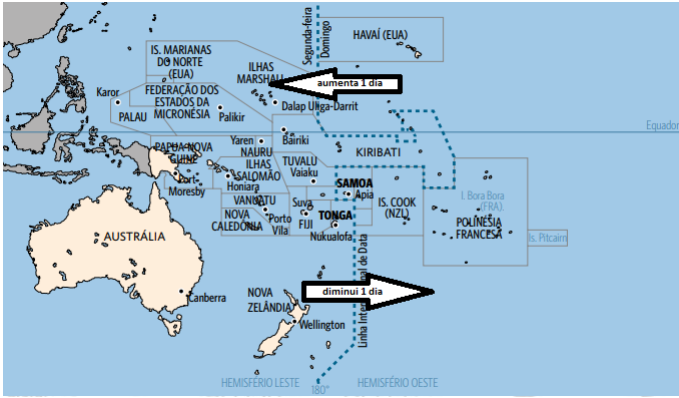 Segunda-feira
Domingo
HAVAÍ (EUA)
IS. MARIANAS
DO NORTE
(EUA)
ILHAS
MARSHALL
aumenta 1 dia
Karor
FEDERAÇÃO DOS
ESTADOS DA
MICRONÉSIA
PALAU
Palikir
Dalap Uliga-Darrit
Equador
Yaren
Bairiki
NAURU
KIRIBATI
PAPUA-NOVA
GUINÉ
ILHAS
SALOMÃO
TUVALU
Vaiaku
Port
Moresby
Honiara
SAMOA
Ápia
I. Bora Bora
(FRA)
VANUATU
Suva
IS. COOK
(NZU)
POLINÉSIA
FRANCESA
NOVA
CALEDÔNIA
Porto
Vila
FIJI
TONGA
Nukualofa
Is. Pitcairn
AUSTRÁLIA
Linha Internacional de Data
diminui 1 dia
Canberra
NOVA
ZELÂNDIA
Wellington
HEMISFÉRIO LESTE
HEMISFÉRIO OESTE
180°